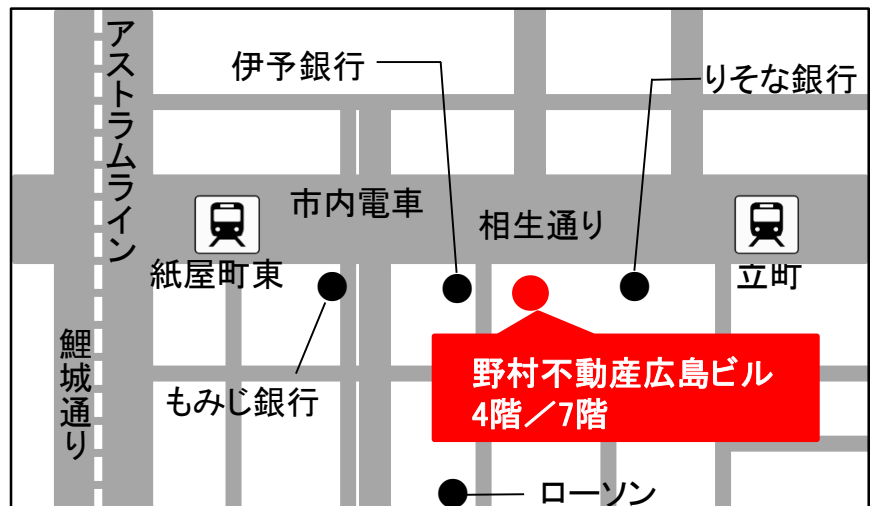 アストラムライン
伊予銀行
りそな銀行
市内電車
相生通り
紙屋町東
立町
鯉城通り
もみじ銀行
野村不動産広島ビル
4階／7階
ローソン